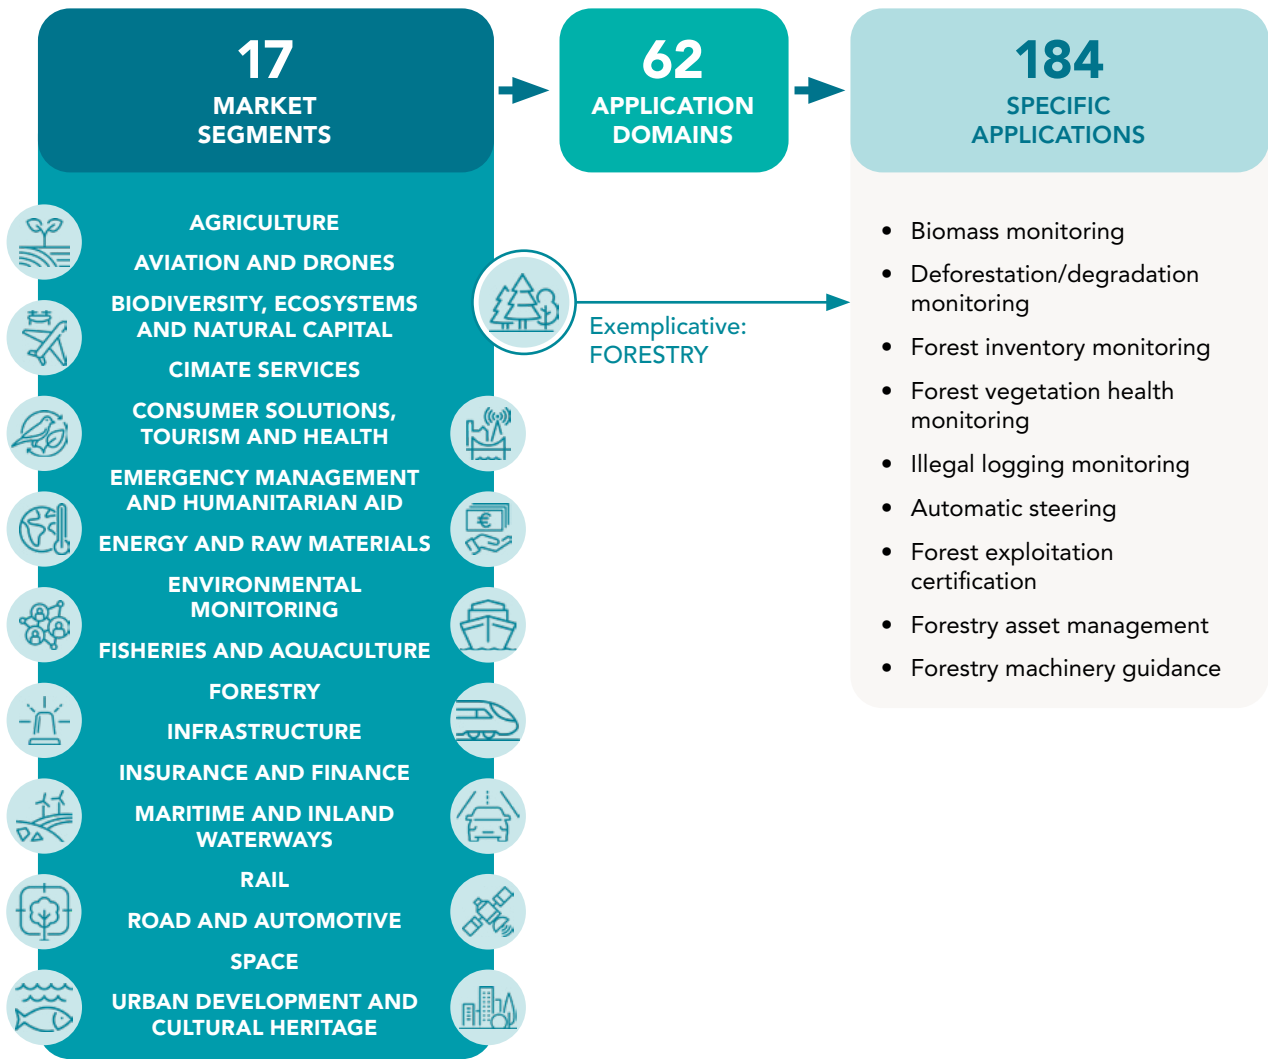 17
MARKET
SEGMENTS
62
APPLICATION
DOMAINS
184
SPECIFIC
APPLICATIONS
AGRICULTURE
AVIATION AND DRONES
BIODIVERSITY, ECOSYSTEMS
AND NATURAL CAPITAL
CIMATE SERVICES
CONSUMER SOLUTIONS,
TOURISM AND HEALTH
EMERGENCY MANAGEMENT
AND HUMANITARIAN AID
ENERGY AND RAW MATERIALS
ENVIRONMENTAL
MONITORING
FISHERIES AND AQUACULTURE
FORESTRY
INFRASTRUCTURE
INSURANCE AND FINANCE
MARITIME AND INLAND
WATERWAYS
RAIL
ROAD AND AUTOMOTIVE
SPACE
URBAN DEVELOPMENT AND
CULTURAL HERITAGE
€
Exemplicative:
FORESTRY
• Biomass monitoring
• Deforestation/degradation
monitoring
• Forest inventory monitoring
• Forest vegetation health
monitoring
• Illegal logging monitoring
• Automatic steering
• Forest exploitation
certification
• Forestry asset management
• Forestry machinery guidance